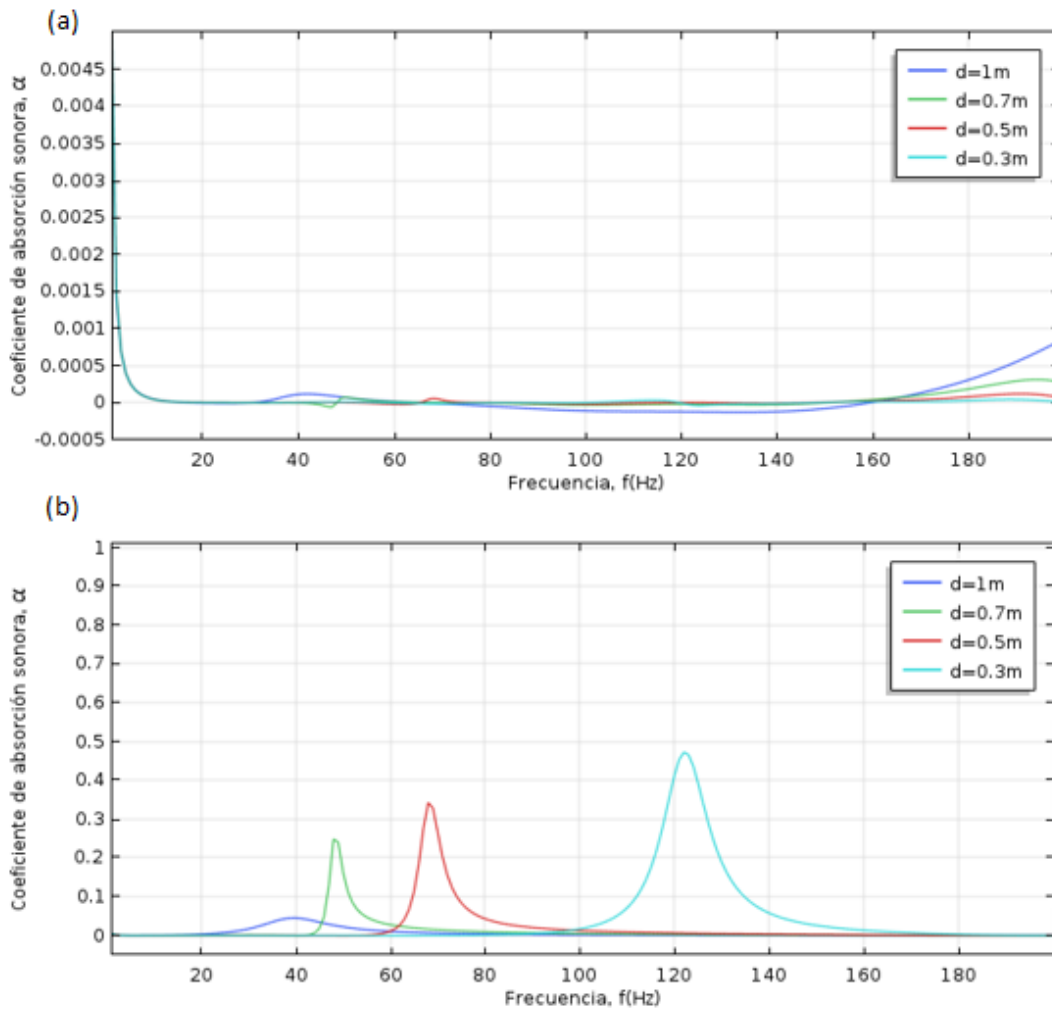 (a)
Coeficiente de absorción sonora, α
0.0045
0.004
0.0035
0.003
0.0025
0.002
0.0015
0.001
0.0005
0
-0.0005
d=1m
d=0.7m
d=0.5m
d=0.3m
20 40 60 80 100 120 140 160 180
Frecuencia, f(Hz)
(b)
Coeficiente de absorción sonora, α
1
0.9
0.8
0.7
0.6
0.5
0.4
0.3
0.2
0.1
0
d=1m
d=0.7m
d=0.5m
d=0.3m
20 40 60 80 100 120 140 160 180
Frecuencia, f(Hz)